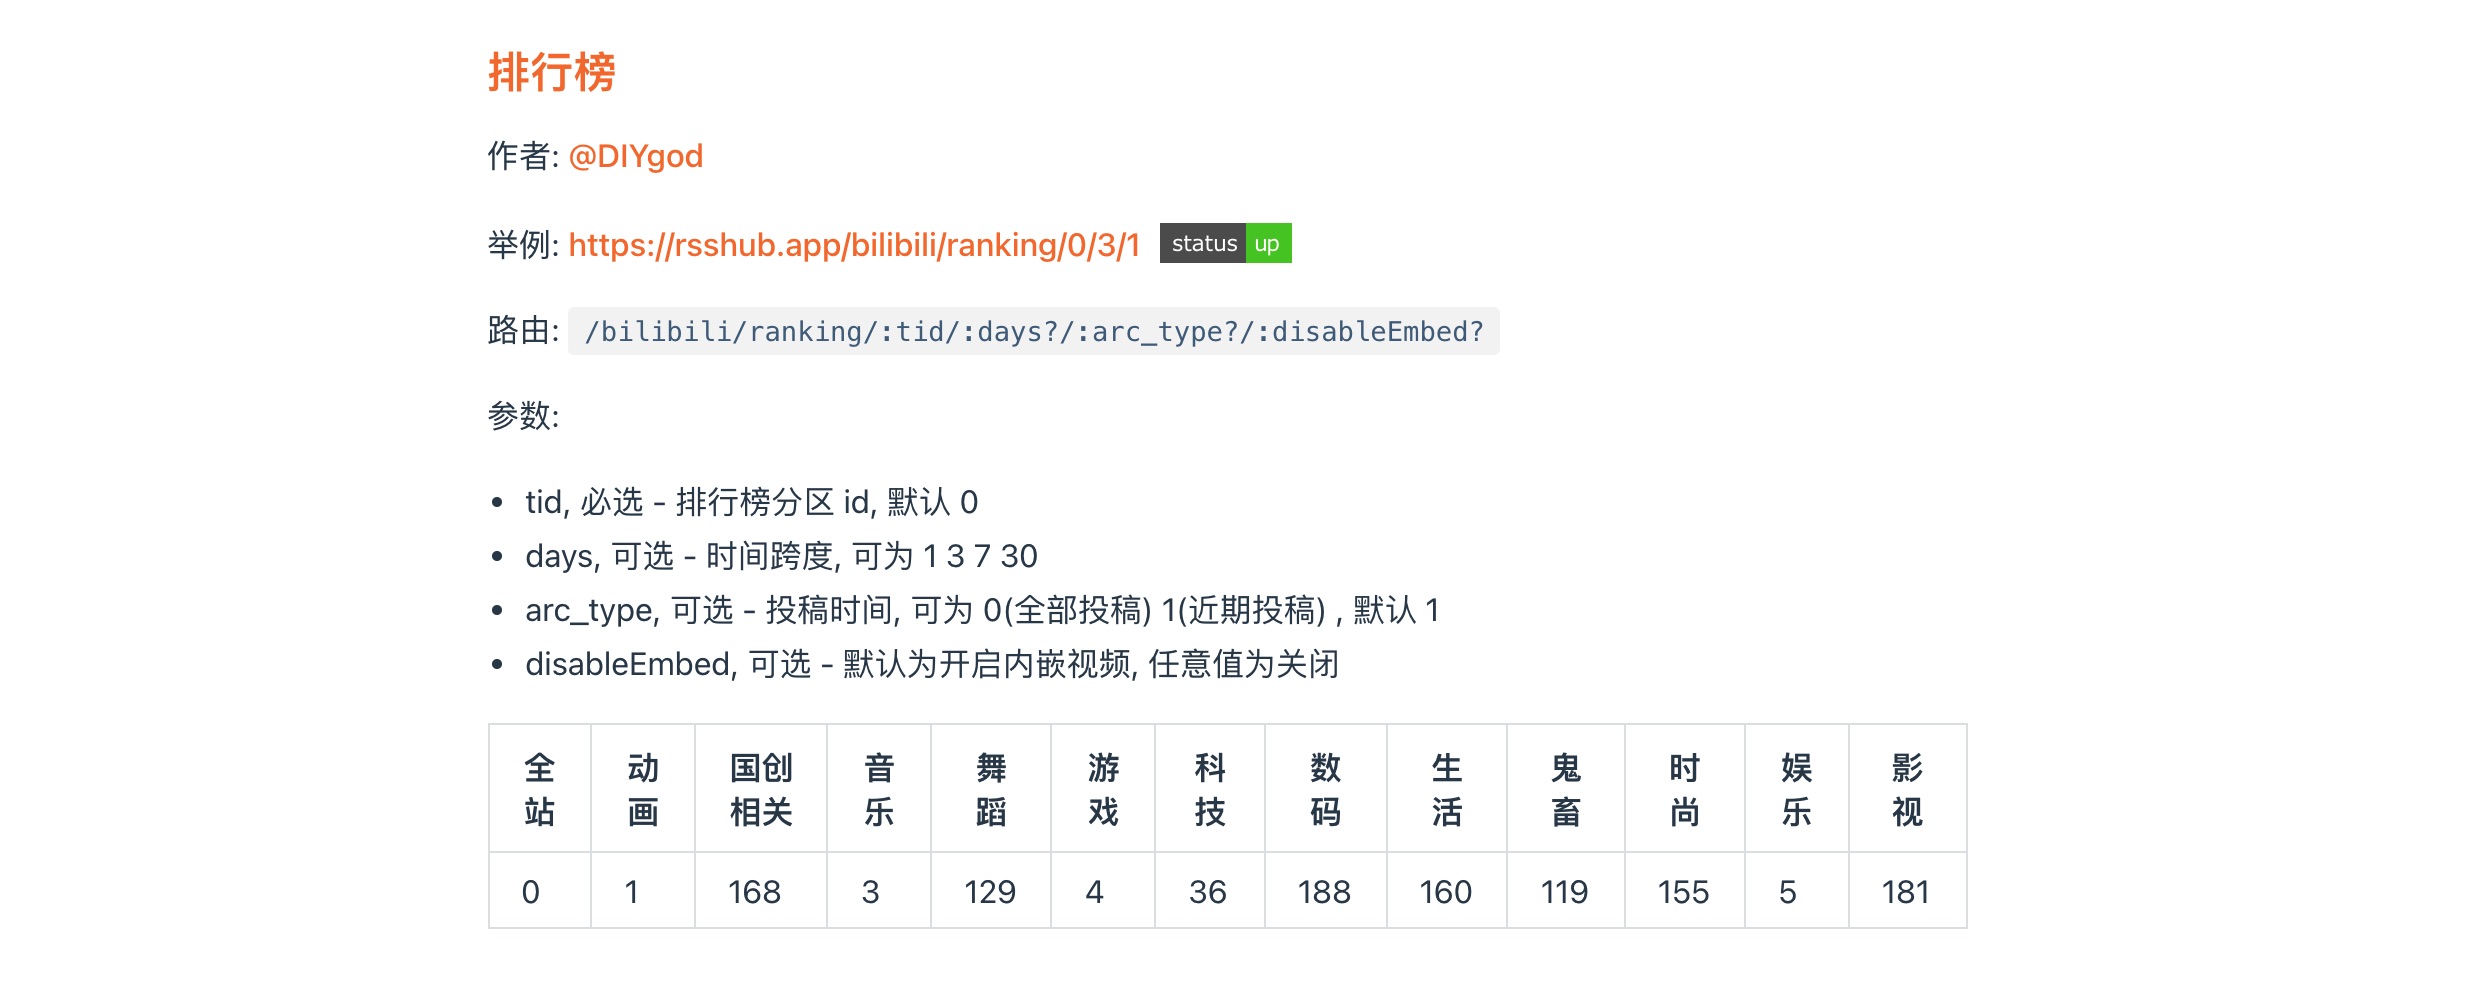 排行榜
作者: @DIYgod
举例: https://rsshub.app/bilibili/ranking/0/3/1 status up
路由: /bilibili/ranking/:tid/:days?/:arc_type?/:disableEmbed?
参数:
• tid, 必选 - 排行榜分区 id, 默认 0
• days, 可选 - 时间跨度, 可为 1 3 7 30
• arc_type, 可选 - 投稿时间, 可为 0(全部投稿) 1(近期投稿) , 默认 1
• disableEmbed, 可选 - 默认为开启内嵌视频, 任意值为关闭
全站 动画 国创相关 音乐 舞蹈 游戏 科技 数码 生活 鬼畜 时尚 娱乐 影视
0 1 168 3 129 4 36 188 160 119 155 5 181